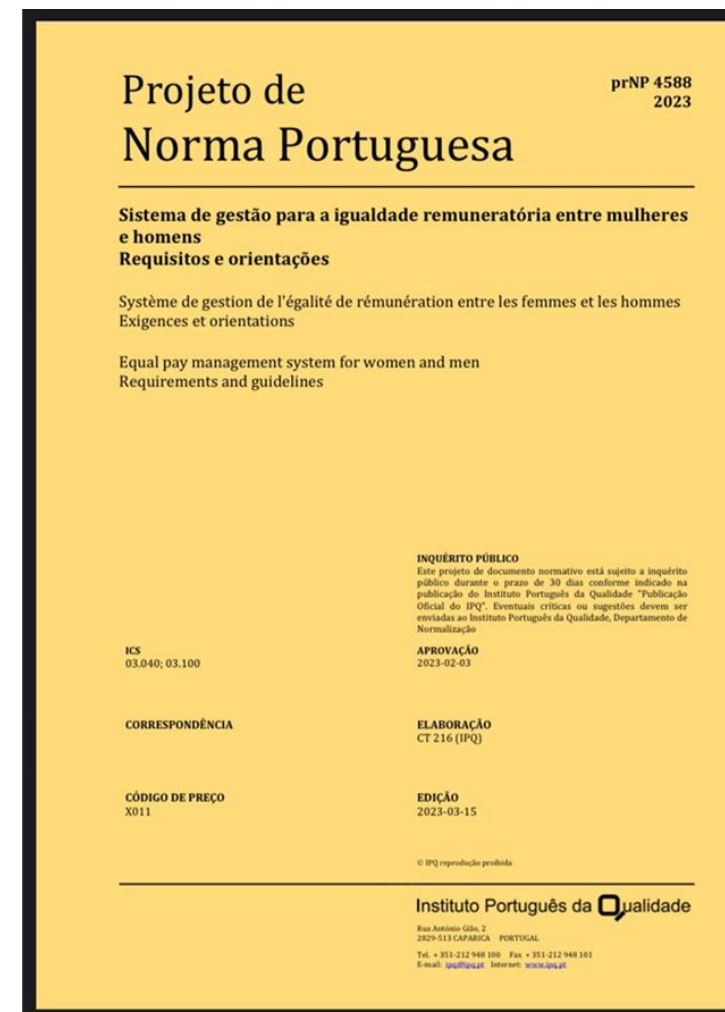 Projeto de
Norma Portuguesa
prNP 4588
2023
Sistema de gestão para a igualdade remuneratória entre mulheres
e homens
Requisitos e orientações
Système de gestion de l'égalité de rémunération entre les femmes et les hommes
Exigences et orientations
Equal pay management system for women and men
Requirements and guidelines
INQUÉRITO PÚBLICO
Este projeto de documento normativo está sujeito a inquérito
público durante o prazo de 30 dias conforme indicado na
publicação do Instituto Português da Qualidade "Publicação
Oficial do IPQ". Eventuais críticas ou sugestões devem ser
enviadas ao Instituto Português da Qualidade, Departamento de
Normalização
ICS
03.040; 03.100
APROVAÇÃO
2023-02-03
CORRESPONDÊNCIA
ELABORAÇÃO
CT 216 (IPQ)
CÓDIGO DE PREÇO
X011
EDIÇÃO
2023-03-15
© IPQ reprodução proibida
Instituto Português da Qualidade
Rua António Gião, 2
2829-513 CAPARICA PORTUGAL
Tel. + 351-212 948 100 Fax + 351-212 948 101
E-mail: ipq@ipq.pt Internet: www.ipq.pt